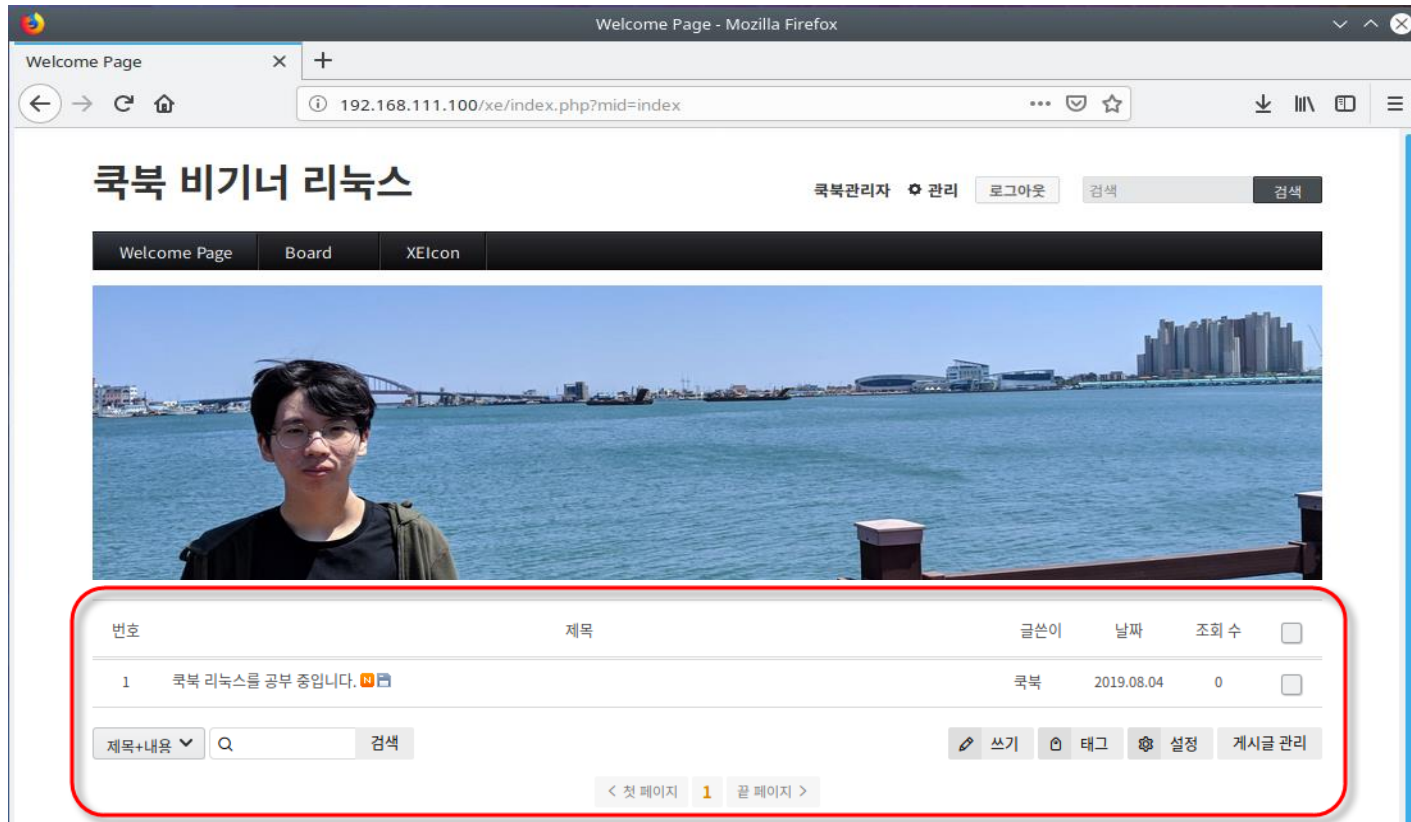 Welcome Page - Mozilla Firefox
Welcome Page
192.168.111.100/xe/index.php?mid=index
쿡북 비기너 리눅스
쿡북관리자 관리 로그아웃 검색 검색
Welcome Page Board XEIcon
번호 제목 글쓴이 날짜 조회 수
1 쿡북 리눅스를 공부 중입니다. N 쿡북 2019.08.04 0
제목+내용 검색 쓰기 태그 설정 게시글 관리
< 첫 페이지 1 끝 페이지 >